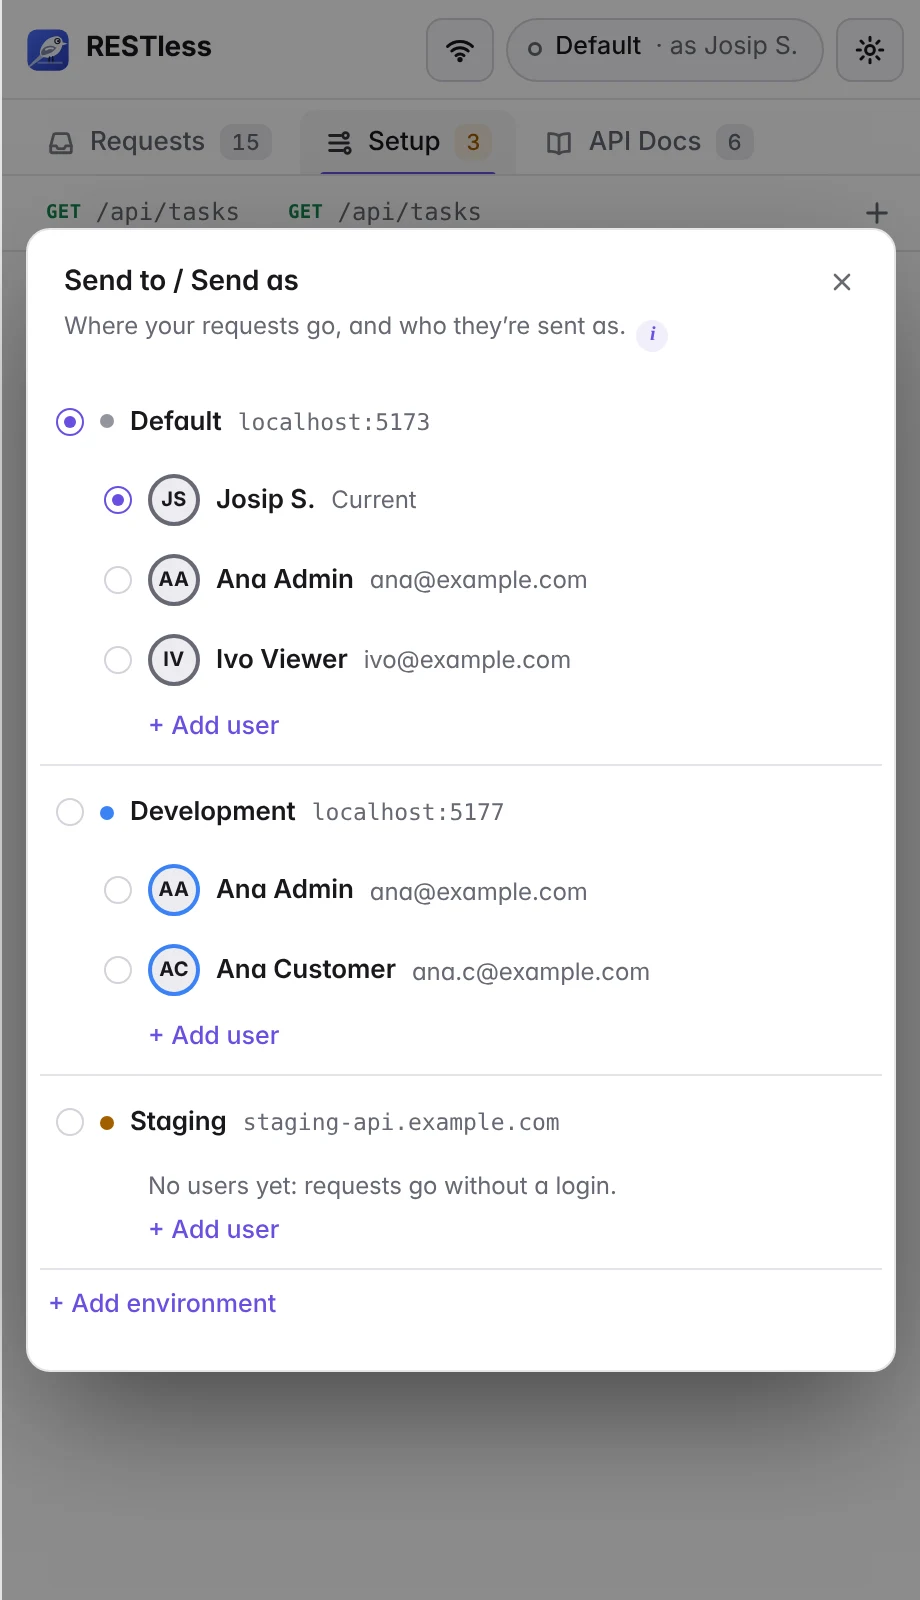 RESTless
Default · as Josip S.
Requests 15
Setup 3
API Docs 6
GET /api/tasks
GET /api/tasks
Send to / Send as
Where your requests go, and who they’re sent as. i
Default localhost:5173
JS Josip S. Current
AA Ana Admin ana@example.com
IV Ivo Viewer ivo@example.com
+ Add user
Development localhost:5177
AA Ana Admin ana@example.com
AC Ana Customer ana.c@example.com
+ Add user
Staging staging-api.example.com
No users yet: requests go without a login.
+ Add user
+ Add environment